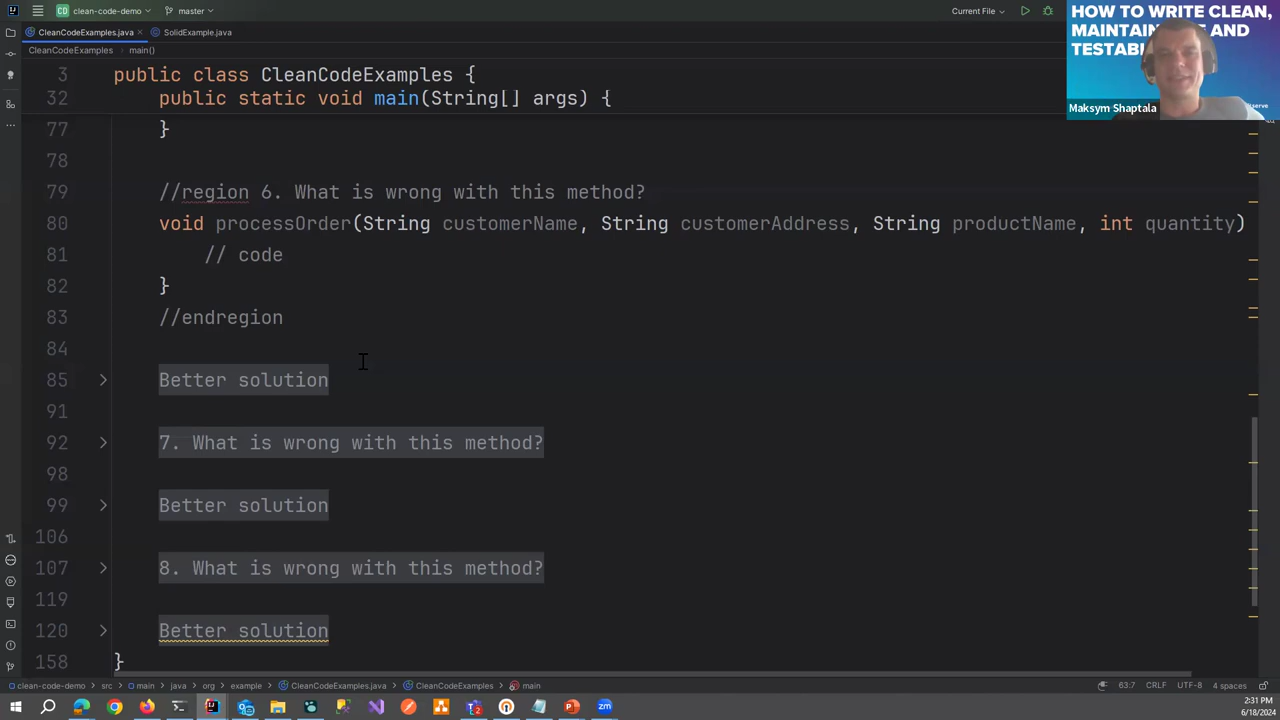 clean-code-demo
master
Current File
CleanCodeExamples.java
SolidExample.java
CleanCodeExamples
main()
HOW TO WRITE CLEAN,
Maksym Shaptala
3 public class CleanCodeExamples {
32 public static void main(String[] args) {
77 }
78
79 //region 6. What is wrong with this method?
80 void processOrder(String customerName, String customerAddress, String productName, int quantity)
81 // code
82 }
83 //endregion
84
85 Better solution
91
92 7. What is wrong with this method?
98
99 Better solution
106
107 8. What is wrong with this method?
119
120 Better solution
158 }
clean-code-demo > src > main > java > org > example > CleanCodeExamples.java > CleanCodeExamples > main
63:7 CRLF UTF-8 4 spaces
2:31 PM
6/18/2024